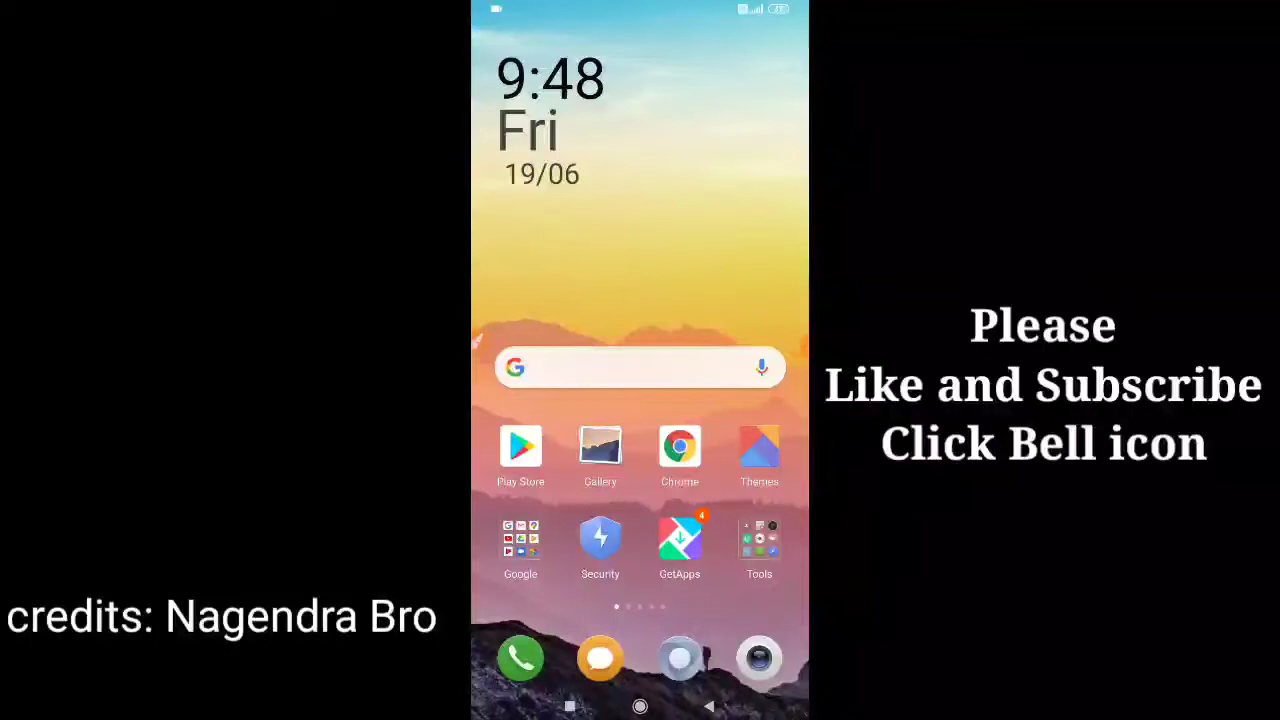 9:48
Fri
19/06
Play Store
Gallery
Chrome
Themes
4
Google
Security
GetApps
Tools
credits: Nagendra Bro
Please
Like and Subscribe
Click Bell icon